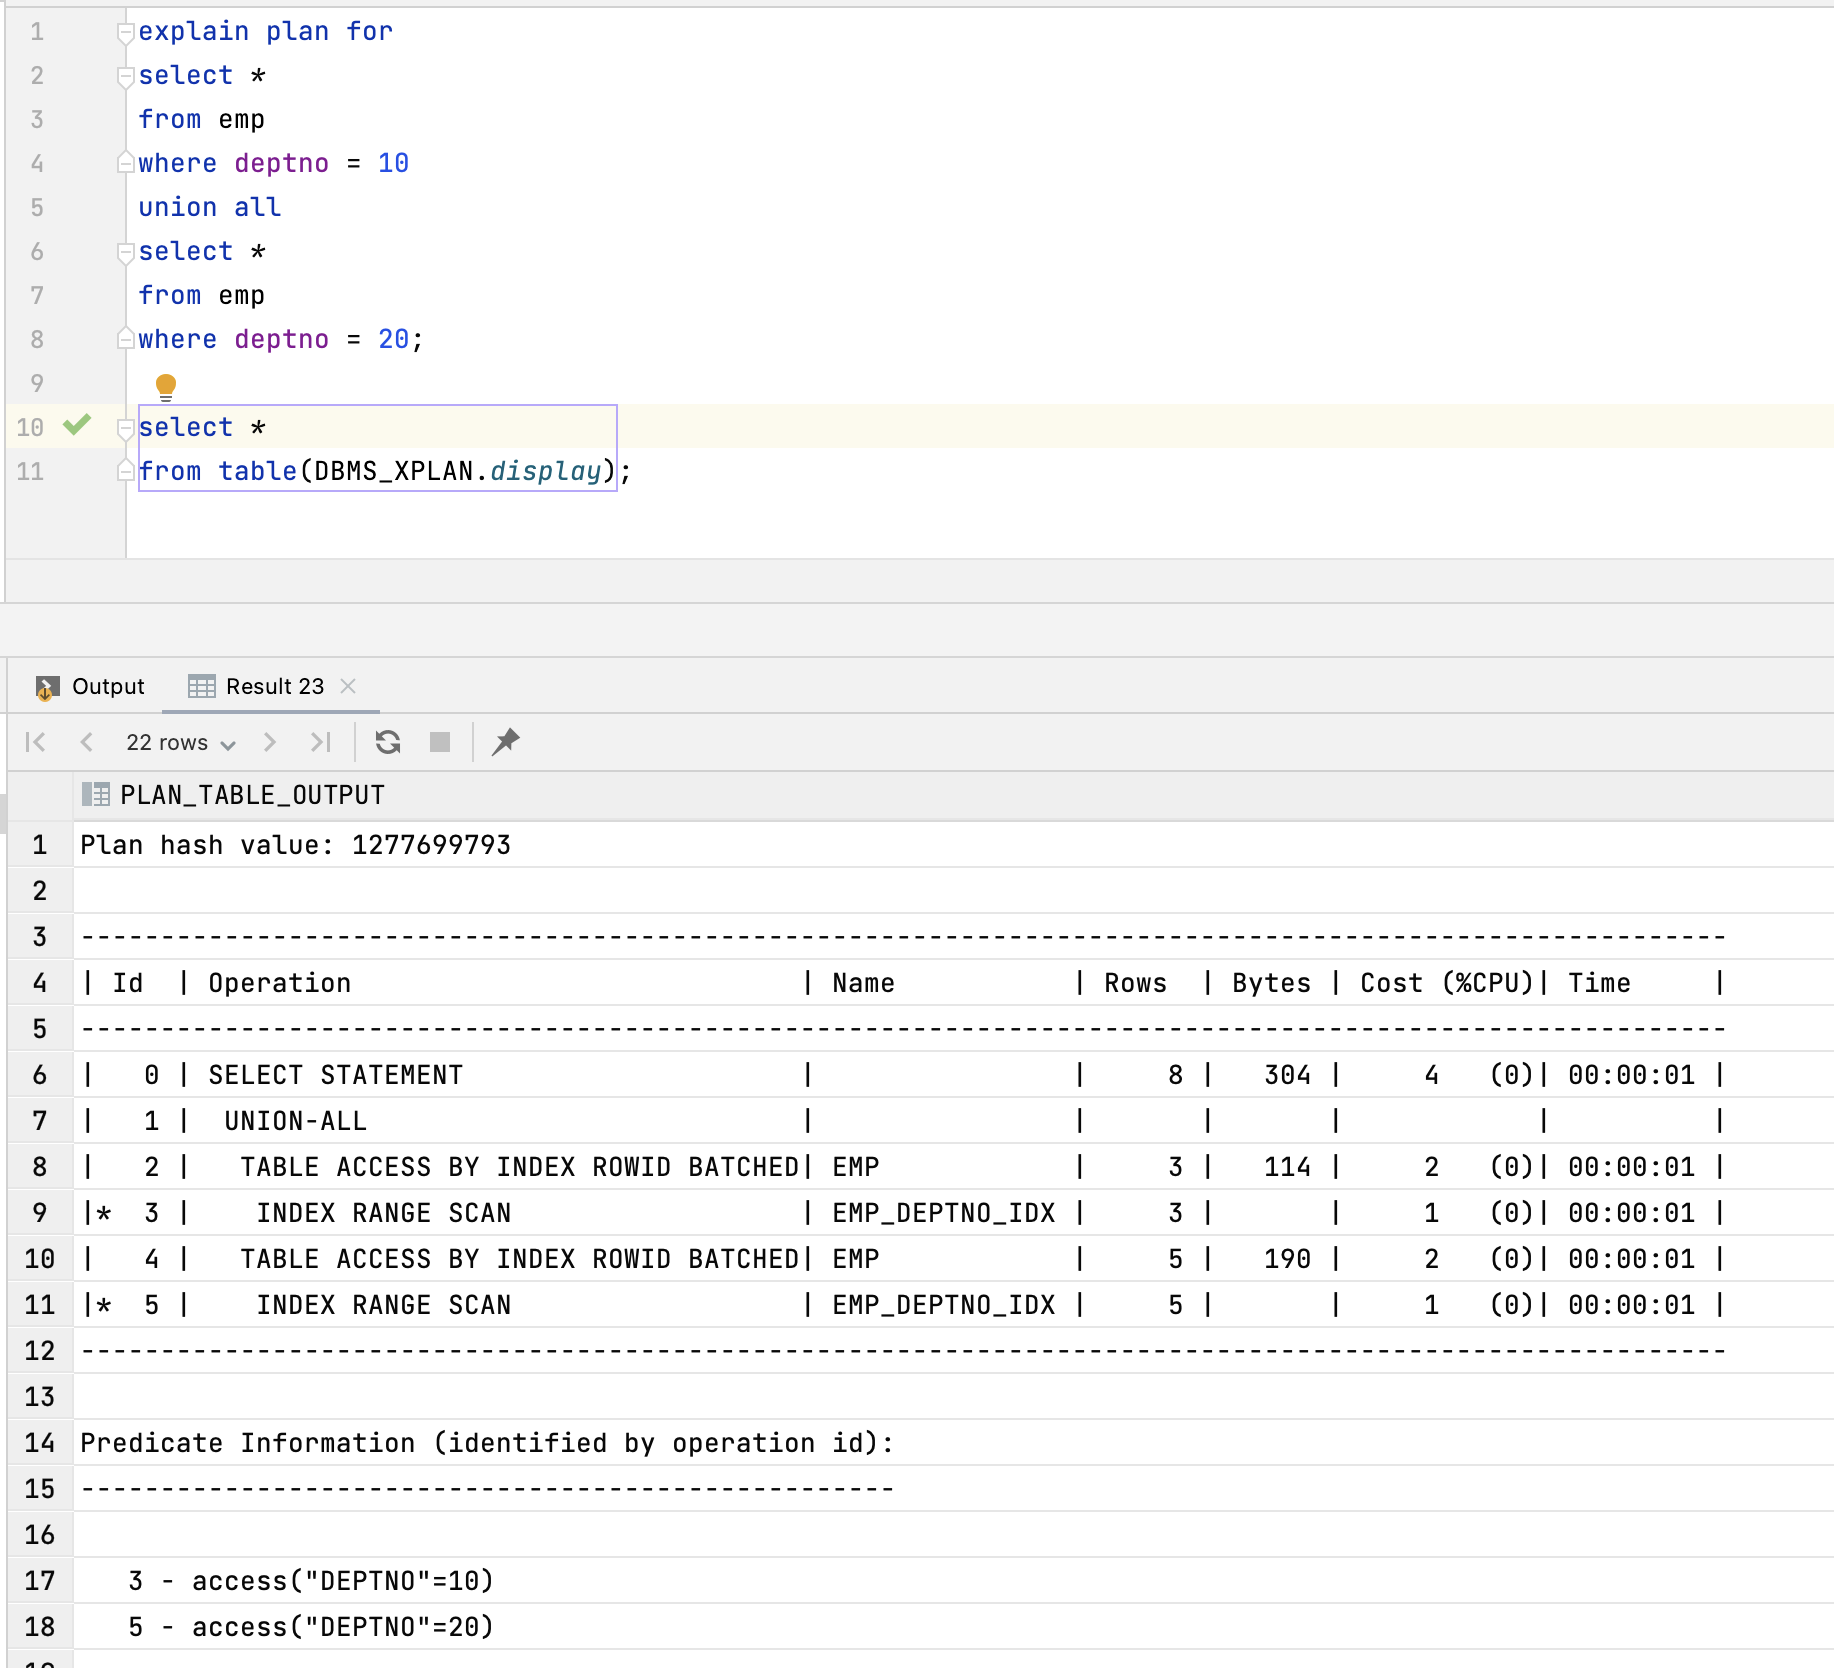 1 explain plan for
2 select *
3 from emp
4 where deptno = 10
5 union all
6 select *
7 from emp
8 where deptno = 20;
9
10 select *
11 from table(DBMS_XPLAN.display);
Output Result 23
22 rows
PLAN_TABLE_OUTPUT
1 Plan hash value: 1277699793
2
3 -------------------------------------------------------------------------------------------------------
4 | Id  | Operation                            | Name           | Rows  | Bytes | Cost (%CPU)| Time     |
5 -------------------------------------------------------------------------------------------------------
6 |   0 | SELECT STATEMENT                     |                |     8 |   304 |     4   (0)| 00:00:01 |
7 |   1 |  UNION-ALL                           |                |       |       |            |          |
8 |   2 |   TABLE ACCESS BY INDEX ROWID BATCHED| EMP            |     3 |   114 |     2   (0)| 00:00:01 |
9 |*  3 |    INDEX RANGE SCAN                  | EMP_DEPTNO_IDX |     3 |       |     1   (0)| 00:00:01 |
10 |   4 |   TABLE ACCESS BY INDEX ROWID BATCHED| EMP            |     5 |   190 |     2   (0)| 00:00:01 |
11 |*  5 |    INDEX RANGE SCAN                  | EMP_DEPTNO_IDX |     5 |       |     1   (0)| 00:00:01 |
12 -------------------------------------------------------------------------------------------------------
13
14 Predicate Information (identified by operation id):
15 ---------------------------------------------------
16
17    3 - access("DEPTNO"=10)
18    5 - access("DEPTNO"=20)